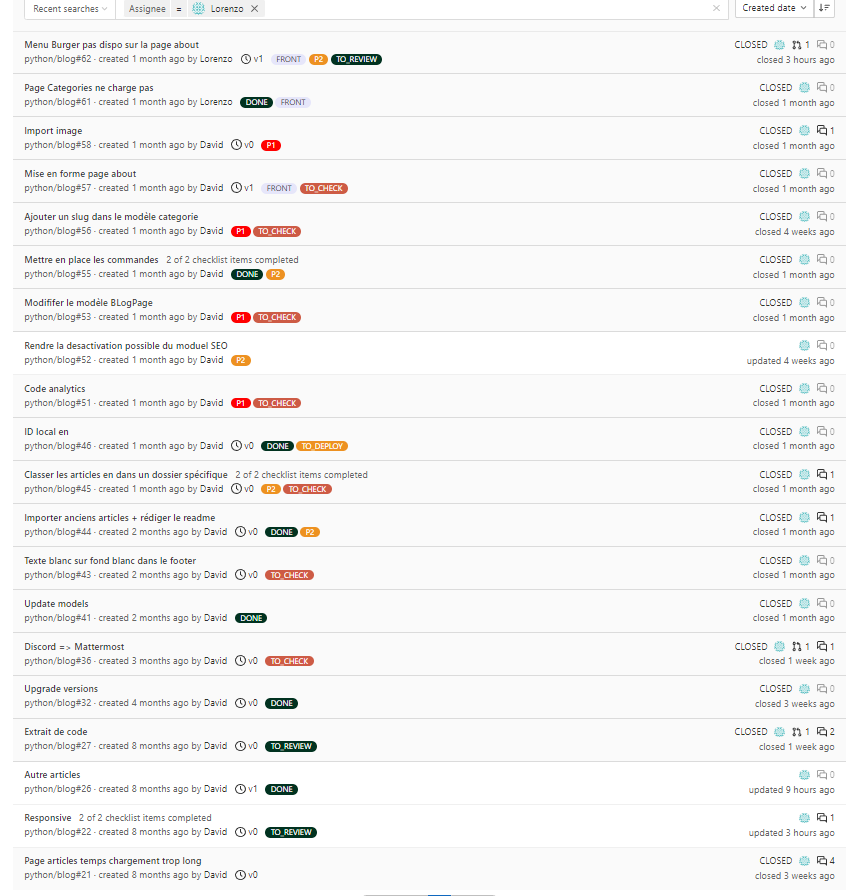 Recent searches Assignee = Lorenzo Created date
Menu Burger pas dispo sur la page about CLOSED 1 0
python/blog#62 · created 1 month ago by Lorenzo v1 FRONT P2 TO_REVIEW closed 3 hours ago
Page Categories ne charge pas CLOSED 0
python/blog#61 · created 1 month ago by Lorenzo DONE FRONT closed 1 month ago
Import image CLOSED 1
python/blog#58 · created 1 month ago by David v0 P1 closed 1 month ago
Mise en forme page about CLOSED 0
python/blog#57 · created 1 month ago by David v1 FRONT TO_CHECK closed 1 month ago
Ajouter un slug dans le modèle categorie CLOSED 0
python/blog#56 · created 1 month ago by David P1 TO_CHECK closed 4 weeks ago
Mettre en place les commandes 2 of 2 checklist items completed CLOSED 0
python/blog#55 · created 1 month ago by David DONE P2 closed 1 month ago
Modififer le modèle BLogPage CLOSED 0
python/blog#53 · created 1 month ago by David P1 TO_CHECK closed 1 month ago
Rendre la desactivation possible du moduel SEO 0
python/blog#52 · created 1 month ago by David P2 updated 4 weeks ago
Code analytics CLOSED 0
python/blog#51 · created 1 month ago by David P1 TO_CHECK closed 1 month ago
ID local en CLOSED 0
python/blog#46 · created 1 month ago by David v0 DONE TO_DEPLOY closed 1 month ago
Classer les articles en dans un dossier spécifique 2 of 2 checklist items completed CLOSED 1
python/blog#45 · created 1 month ago by David v0 P2 TO_CHECK closed 1 month ago
Importer anciens articles + rédiger le readme CLOSED 1
python/blog#44 · created 2 months ago by David v0 DONE P2 closed 1 month ago
Texte blanc sur fond blanc dans le footer CLOSED 0
python/blog#43 · created 2 months ago by David v0 TO_CHECK closed 1 month ago
Update models CLOSED 0
python/blog#41 · created 2 months ago by David DONE closed 1 month ago
Discord => Mattermost CLOSED 1 1
python/blog#36 · created 3 months ago by David v0 TO_CHECK closed 1 week ago
Upgrade versions CLOSED 0
python/blog#32 · created 4 months ago by David v0 DONE closed 3 weeks ago
Extrait de code CLOSED 1 2
python/blog#27 · created 8 months ago by David v0 TO_REVIEW closed 1 week ago
Autre articles 0
python/blog#26 · created 8 months ago by David v1 DONE updated 9 hours ago
Responsive 2 of 2 checklist items completed 1
python/blog#22 · created 8 months ago by David v0 TO_REVIEW updated 3 hours ago
Page articles temps chargement trop long CLOSED 4
python/blog#21 · created 8 months ago by David v0 closed 3 weeks ago